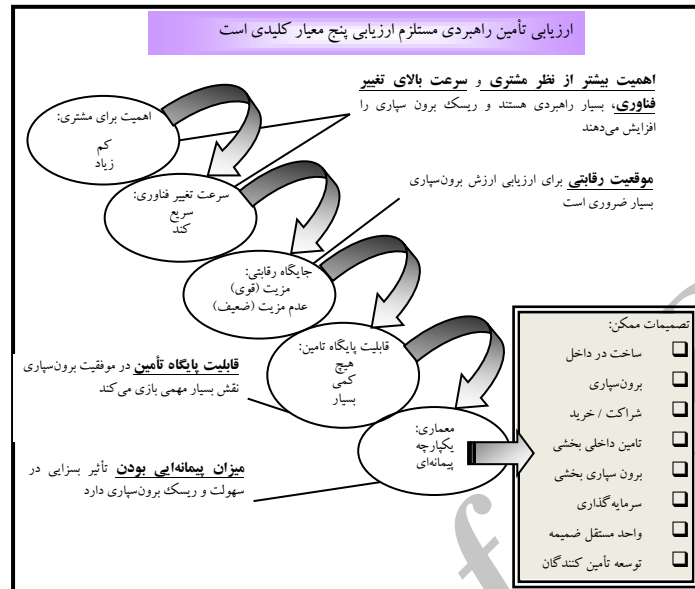 ارزیابی تأمین راهبردی مستلزم ارزیابی پنج معیار کلیدی است
اهمیت بیشتر از نظر مشتری و سرعت بالای تغییر
فناوری، بسیار راهبردی هستند و ریسک برون سپاری را
افزایش می‌دهند
اهمیت برای مشتری:
کم
زیاد
موقعیت رقابتی برای ارزیابی ارزش برون‌سپاری
بسیار ضروری است
سرعت تغییر فناوری:
سریع
کند
جایگاه رقابتی:
مزیت (قوی)
عدم مزیت (ضعیف)
قابلیت پایگاه تامین:
هیچ
کمی
بسیار
قابلیت پایگاه تأمین در موفقیت برون‌سپاری
نقش بسیار مهمی بازی می‌کند
معماری:
یکپارچه
پیمانه‌ای
میزان پیمانه‌ایی بودن تأثیر بسزایی در
سهولت و ریسک برون‌سپاری دارد
تصمیمات ممکن:
ساخت در داخل
برون‌سپاری
شراکت / خرید
تامین داخلی بخشی
برون سپاری بخشی
سرمایه‌گذاری
واحد مستقل ضمیمه
توسعه تأمین کنندگان